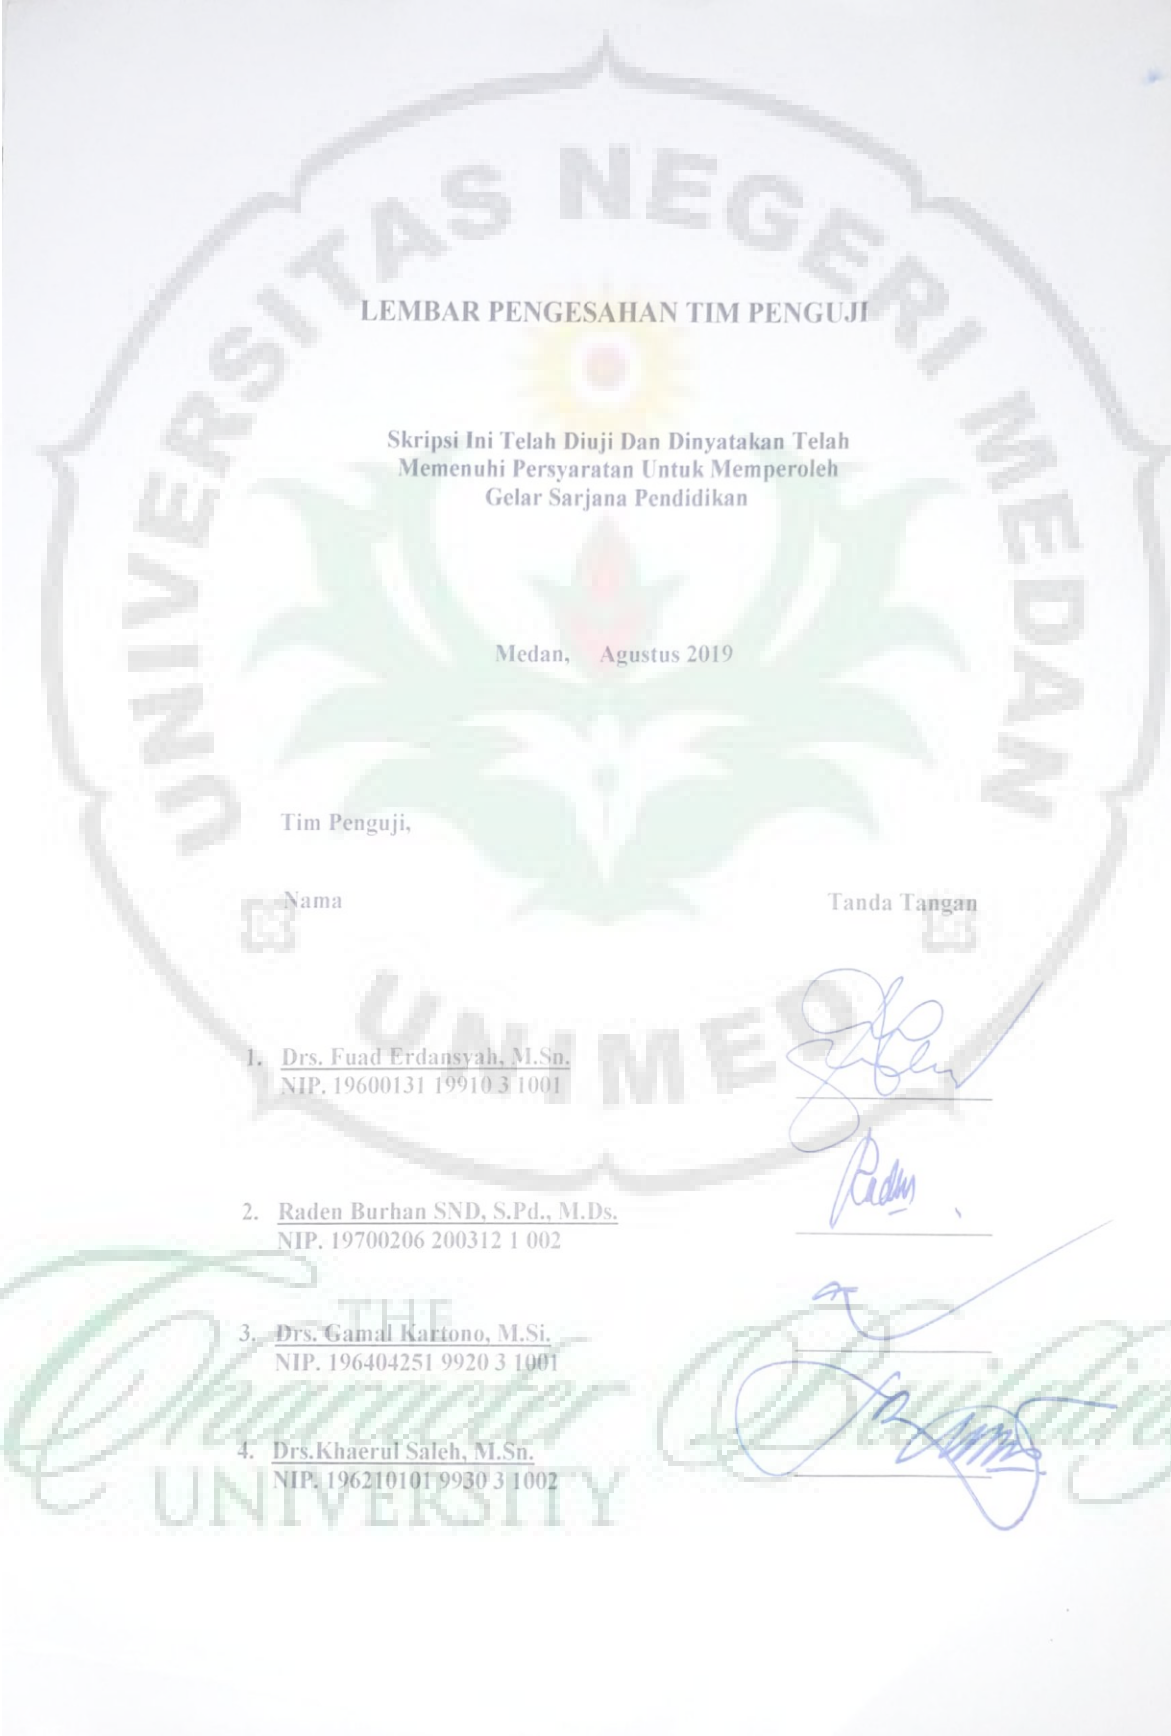 UNIVERSITAS NEGERI MEDAN
LEMBAR PENGESAHAN TIM PENGUJI
Skripsi Ini Telah Diuji Dan Dinyatakan Telah
Memenuhi Persyaratan Untuk Memperoleh
Gelar Sarjana Pendidikan
Medan, Agustus 2019
Tim Penguji,
Nama Tanda Tangan
UNIMED
1. Drs. Fuad Erdansyah, M.Sn.
NIP. 19600131 19910 3 1001
2. Raden Burhan SND, S.Pd., M.Ds.
NIP. 19700206 200312 1 002
Raden
3. Drs. Gamal Kartono, M.Si.
NIP. 196404251 9920 3 1001
4. Drs.Khaerul Saleh, M.Sn.
NIP. 196210101 9930 3 1002
THE
Character Building
UNIVERSITY